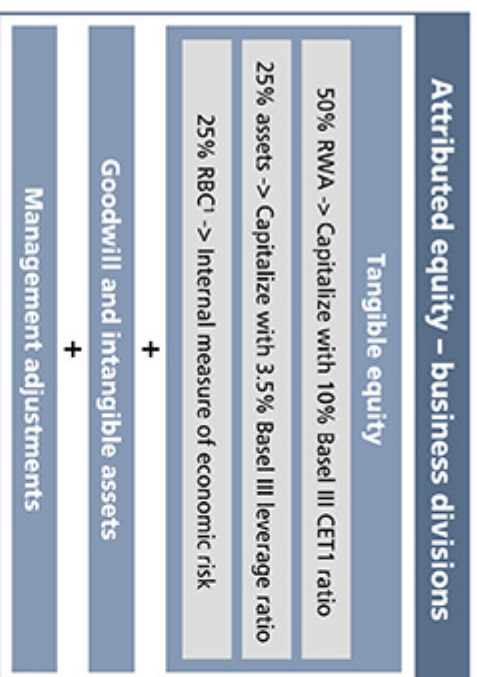 Attributed equity – business divisions
Tangible equity
50% RWA -> Capitalize with 10% Basel III CET1 ratio
25% assets -> Capitalize with 3.5% Basel III leverage ratio
25% RBC¹ -> Internal measure of economic risk
+
Goodwill and intangible assets
+
Management adjustments